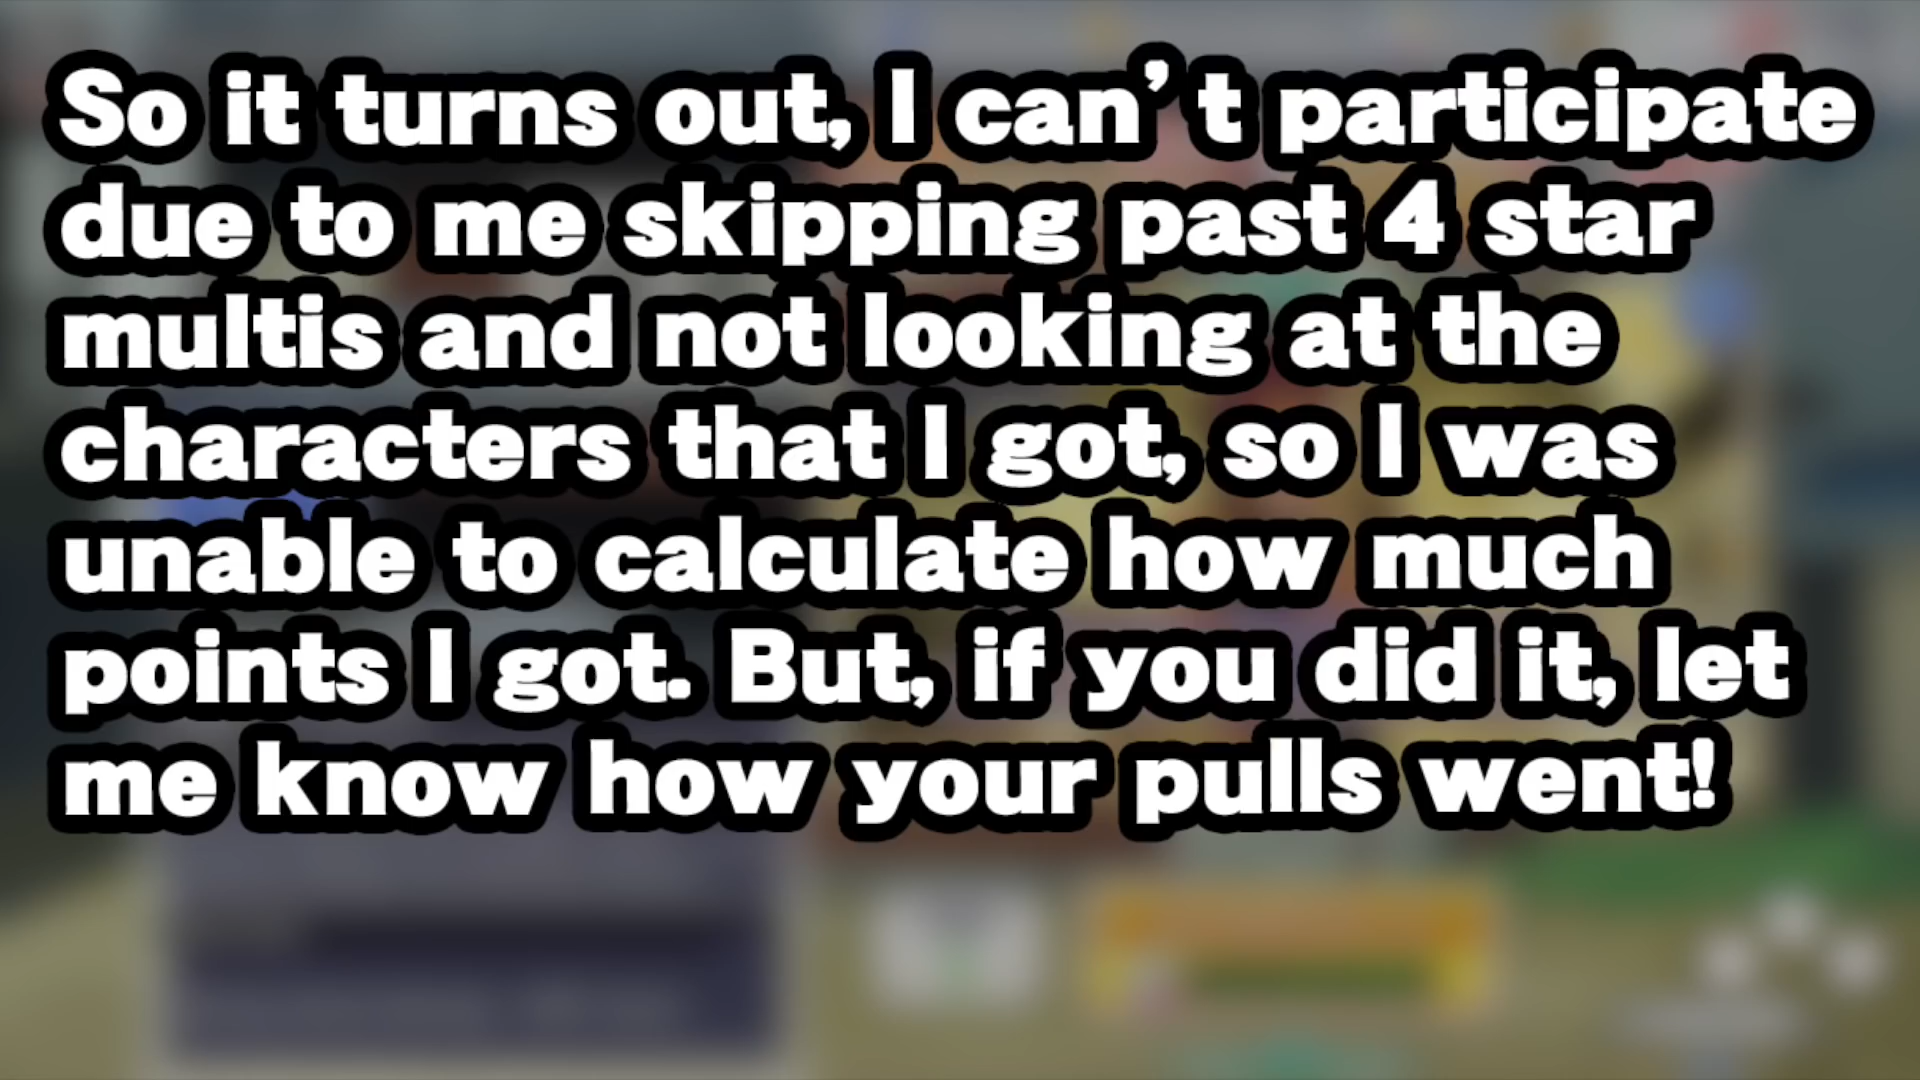 So it turns out, I can't participate
due to me skipping past 4 star
multis and not looking at the
characters that I got, so I was
unable to calculate how much
points I got. But, if you did it, let
me know how your pulls went!